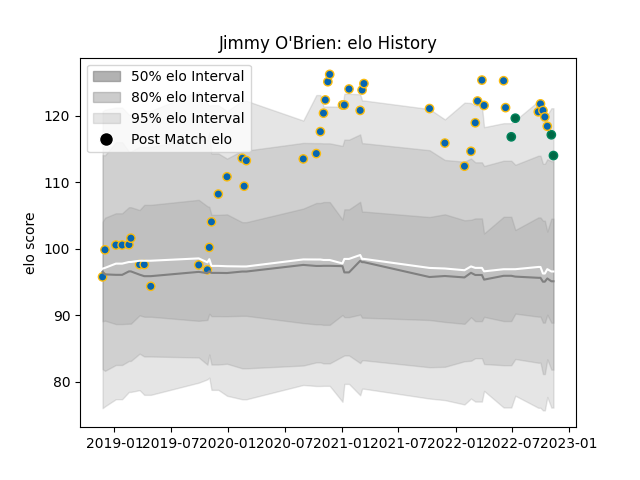 Jimmy O'Brien: elo History
50% elo Interval
80% elo Interval
95% elo Interval
Post Match elo
elo score
120
110
100
90
80
2019-01 2019-07 2020-01 2020-07 2021-01 2021-07 2022-01 2022-07 2023-01